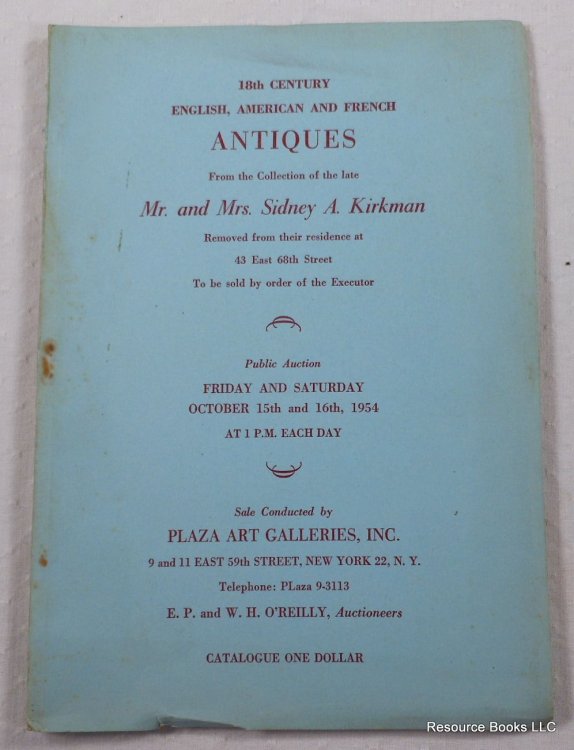 18th CENTURY
ENGLISH, AMERICAN AND FRENCH
ANTIQUES
From the Collection of the late
Mr. and Mrs. Sidney A. Kirkman
Removed from their residence at
43 East 68th Street
To be sold by order of the Executor
Public Auction
FRIDAY AND SATURDAY
OCTOBER 15th and 16th, 1954
AT 1 P.M. EACH DAY
Sale Conducted by
PLAZA ART GALLERIES, INC.
9 and 11 EAST 59th STREET, NEW YORK 22, N. Y.
Telephone: PLaza 9-3113
E. P. and W. H. O'REILLY, Auctioneers
CATALOGUE ONE DOLLAR
Resource Books LLC